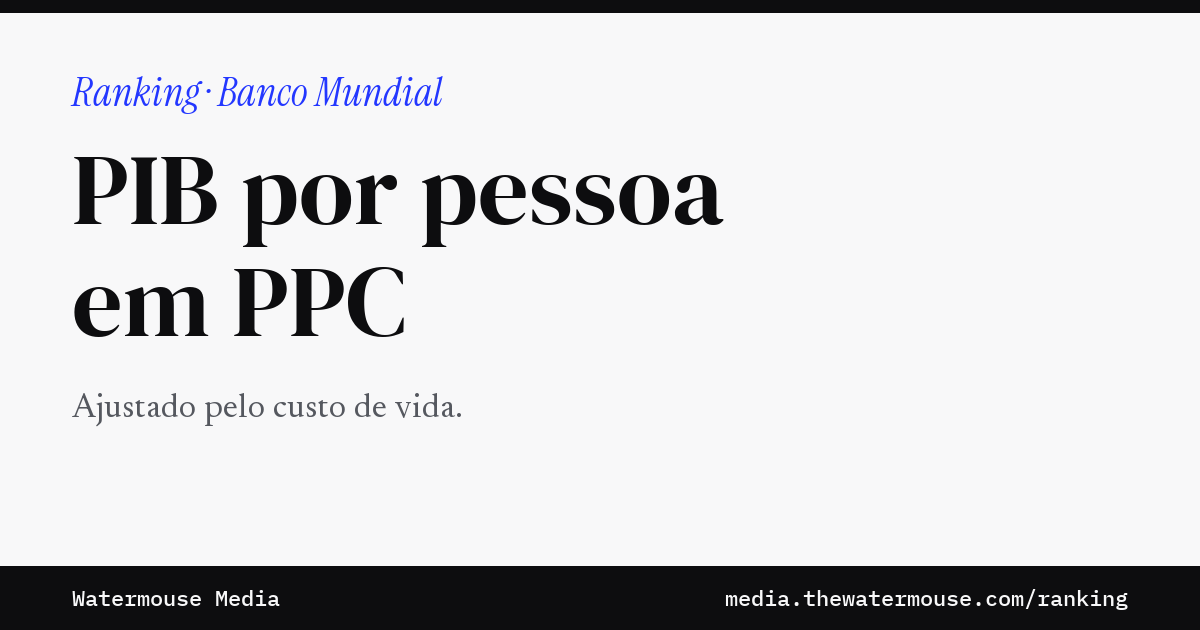 Ranking · Banco Mundial
PIB por pessoa
em PPC
Ajustado pelo custo de vida.
Watermouse Media
media.thewatermouse.com/ranking